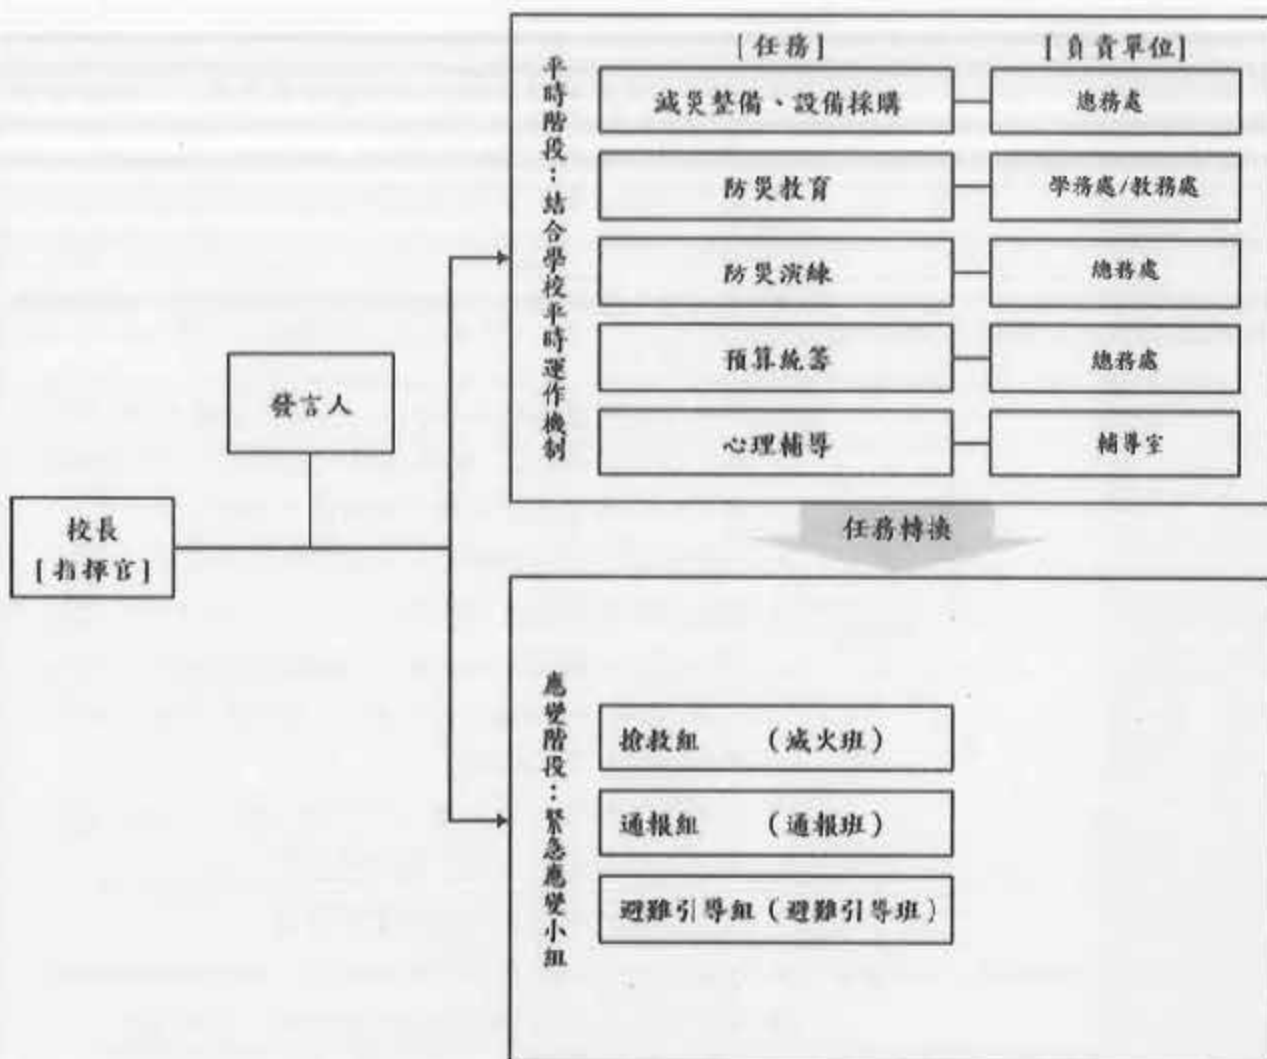 校長
[指揮官]
發言人
平時階段：結合學校平時運作機制
[任務]
[負責單位]
減災整備、設備採購
總務處
防災教育
學務處/教務處
防災演練
總務處
預算統籌
總務處
心理輔導
輔導室
任務轉換
應變階段：緊急應變小組
搶救組 (滅火班)
通報組 (通報班)
避難引導組(避難引導班)